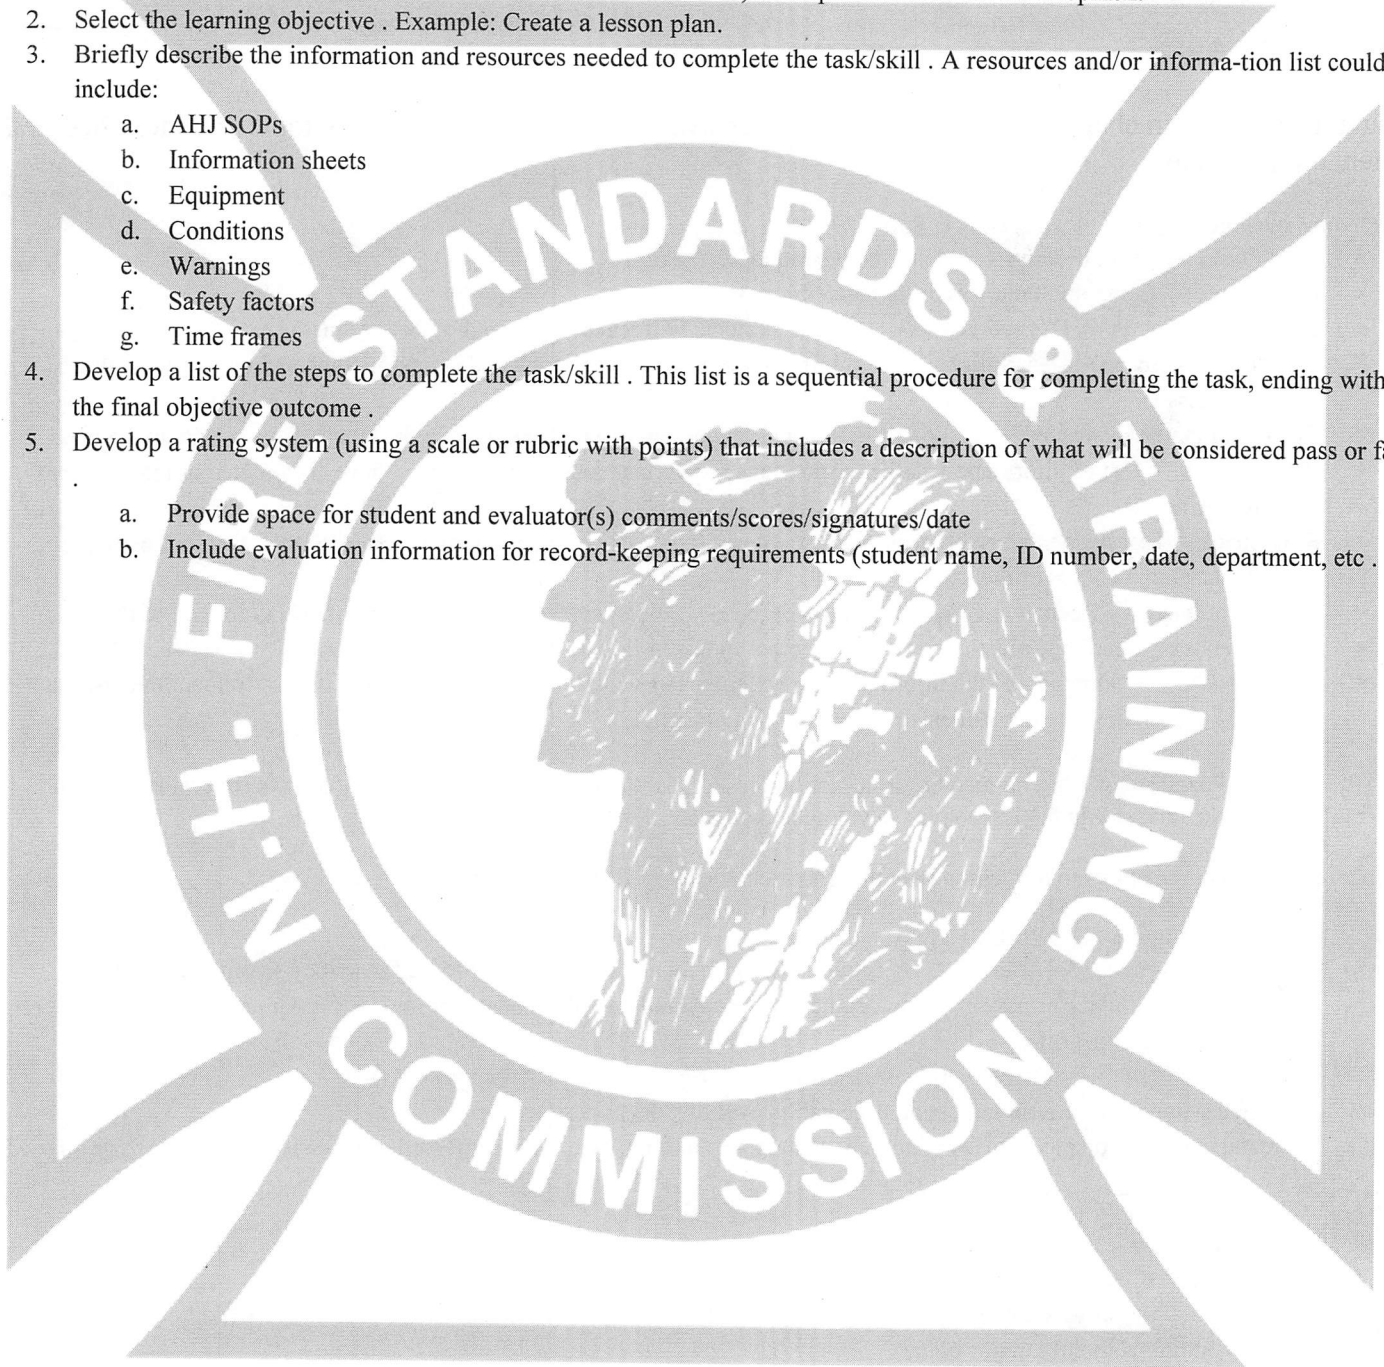 2. Select the learning objective . Example: Create a lesson plan.
3. Briefly describe the information and resources needed to complete the task/skill . A resources and/or informa-tion list could
include:
a. AHJ SOPs
b. Information sheets
c. Equipment
d. Conditions
e. Warnings
f. Safety factors
g. Time frames
4. Develop a list of the steps to complete the task/skill . This list is a sequential procedure for completing the task, ending with
the final objective outcome .
5. Develop a rating system (using a scale or rubric with points) that includes a description of what will be considered pass or
.
a. Provide space for student and evaluator(s) comments/scores/signatures/date
b. Include evaluation information for record-keeping requirements (student name, ID number, date, department, etc .
N.H. FIRE STANDARDS & TRAINING
COMMISSION